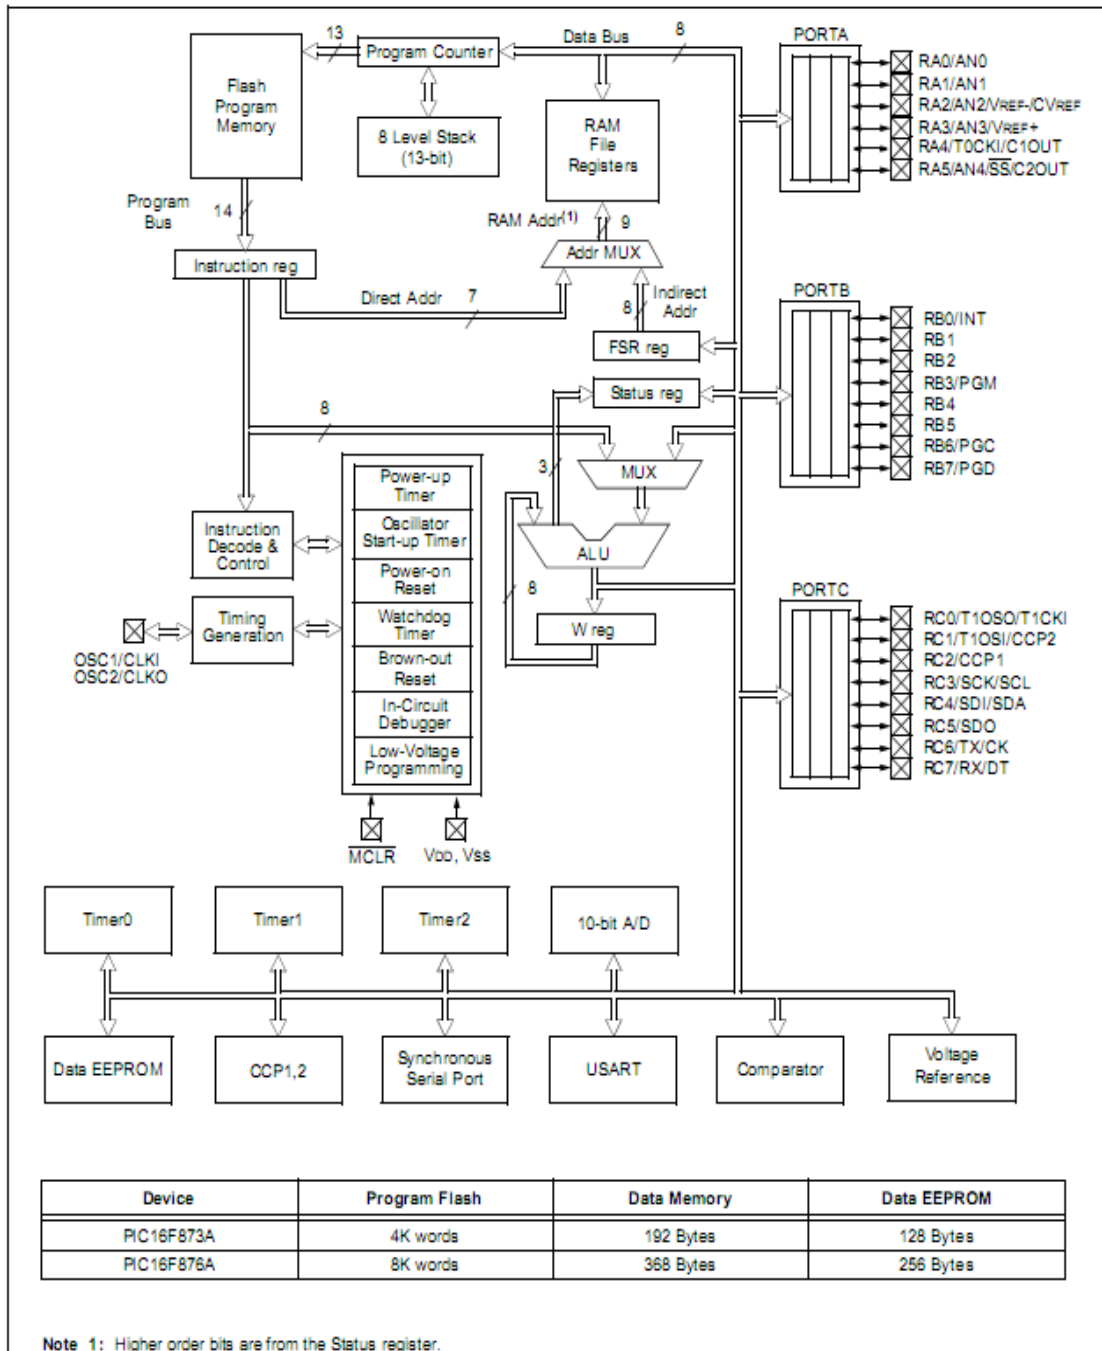 13
Program Counter
Data Bus
8
PORTA
Flash
Program
Memory
8 Level Stack
(13-bit)
RAM
File
Registers
RA0/AN0
RA1/AN1
RA2/AN2/VREF-/CVREF
RA3/AN3/VREF+
RA4/T0CKI/C1OUT
RA5/AN4/SS/C2OUT
Program
Bus
14
RAM Addr(1)
9
Addr MUX
Instruction reg
Direct Addr
7
8
Indirect
Addr
FSR reg
Status reg
PORTB
RB0/INT
RB1
RB2
RB3/PGM
RB4
RB5
RB6/PGC
RB7/PGD
8
3
MUX
ALU
8
W reg
Power-up
Timer
Oscillator
Start-up Timer
Power-on
Reset
Watchdog
Timer
Brown-out
Reset
In-Circuit
Debugger
Low-Voltage
Programming
Instruction
Decode &
Control
Timing
Generation
OSC1/CLKI
OSC2/CLKO
MCLR
VDD, VSS
PORTC
RC0/T1OSO/T1CKI
RC1/T1OSI/CCP2
RC2/CCP1
RC3/SCK/SCL
RC4/SDI/SDA
RC5/SDO
RC6/TX/CK
RC7/RX/DT
Timer0
Timer1
Timer2
10-bit A/D
Data EEPROM
CCP1,2
Synchronous
Serial Port
USART
Comparator
Voltage
Reference
Device Program Flash Data Memory Data EEPROM
PIC16F873A 4K words 192 Bytes 128 Bytes
PIC16F876A 8K words 368 Bytes 256 Bytes
Note 1: Higher order bits are from the Status register.